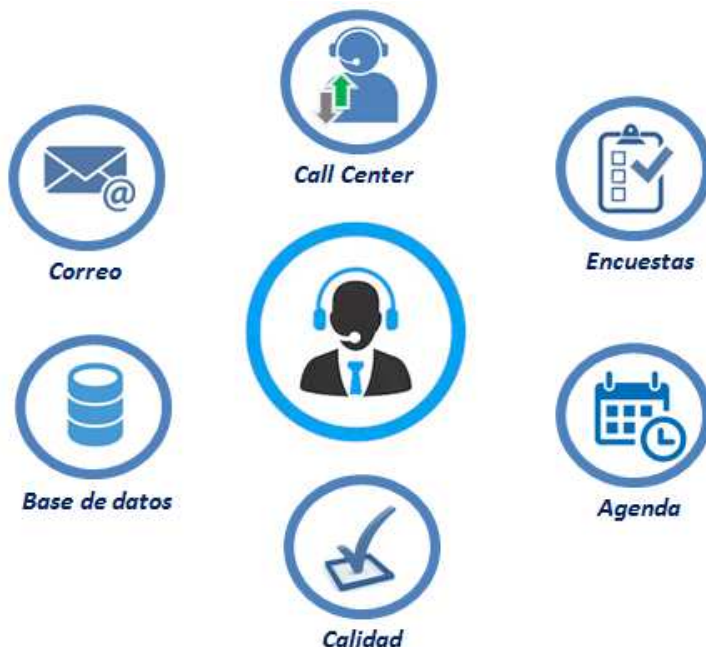 Call Center
Correo
@
Encuestas
Base de datos
Agenda
Calidad